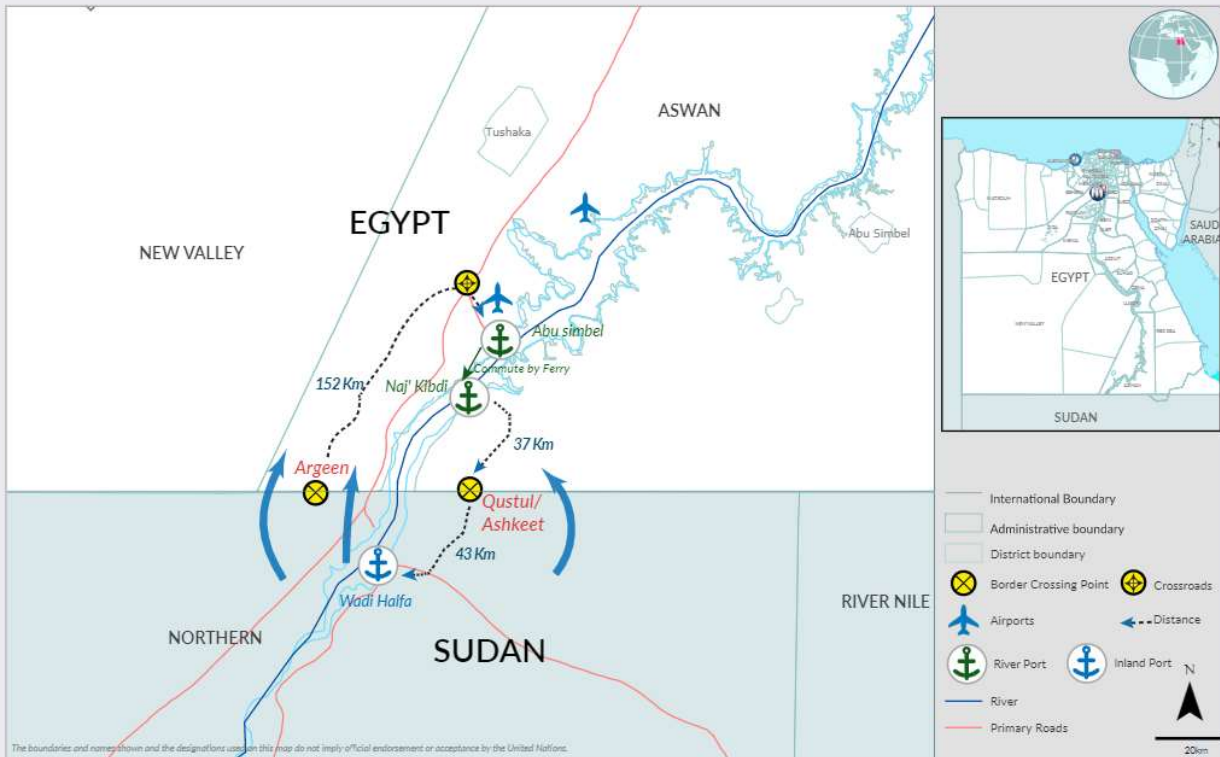 ASWAN
Tushaka
EGYPT
NEW VALLEY
Abu Simbel
Abu simbel
Commute by Ferry
Naj' Kibdi
152 Km
37 Km
Argeen
Qustul/
Ashkeet
43 Km
Wadi Halfa
NORTHERN
SUDAN
RIVER NILE
The boundaries and names shown and the designations used on this map do not imply official endorsement or acceptance by the United Nations.
SAUDI
ARABIA
EGYPT
NEW VALLEY
RED SEA
SUDAN
International Boundary
Administrative boundary
District boundary
Border Crossing Point
Crossroads
Airports
Distance
River Port
Inland Port
N
River
Primary Roads
20km